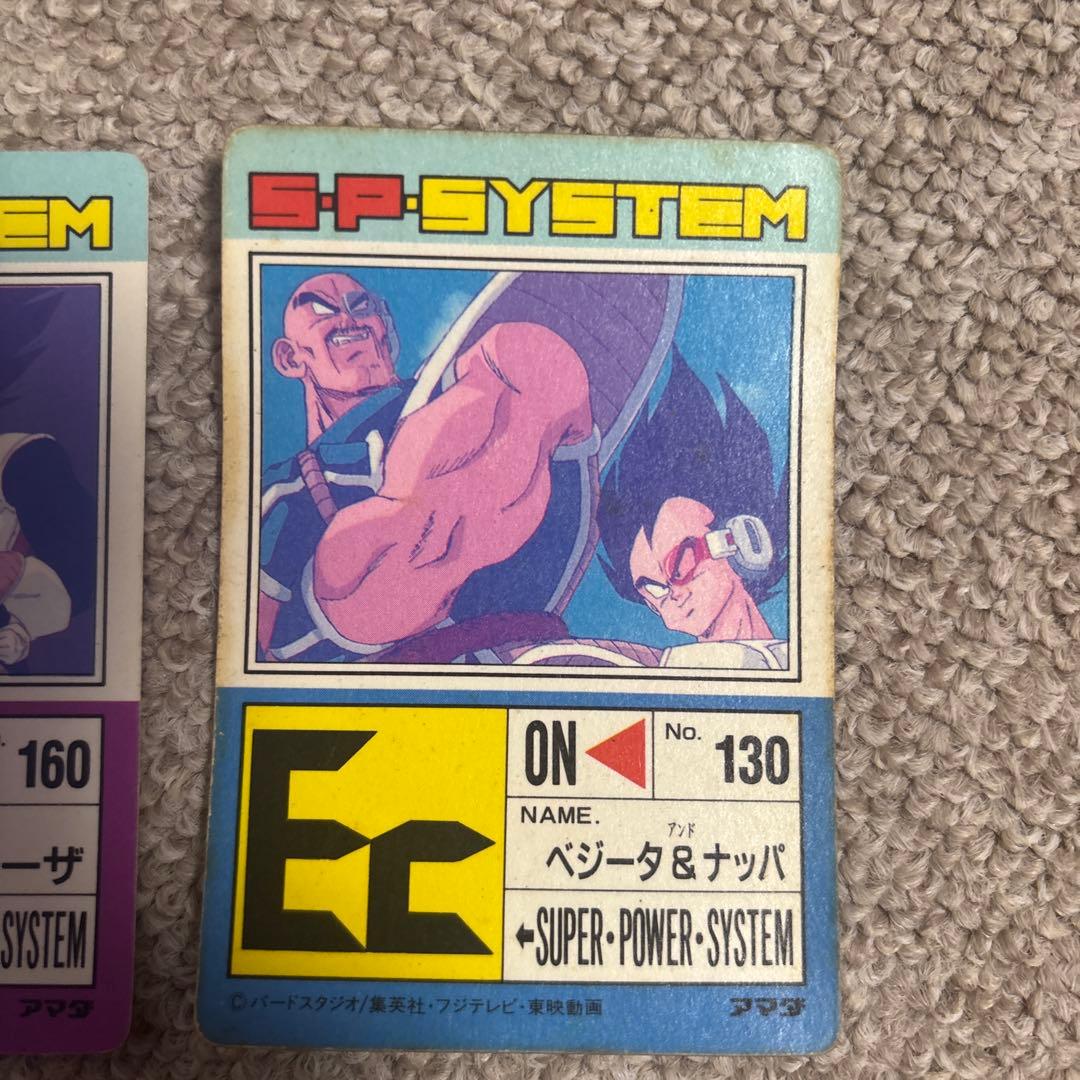 EM
160
ーザ
SYSTEM
アマダ
S・P・SYSTEM
Ec
ON
No. 130
NAME.
アンド
ベジータ&ナッパ
←SUPER・POWER・SYSTEM
©バードスタジオ/集英社・フジテレビ・東映動画
アマダ